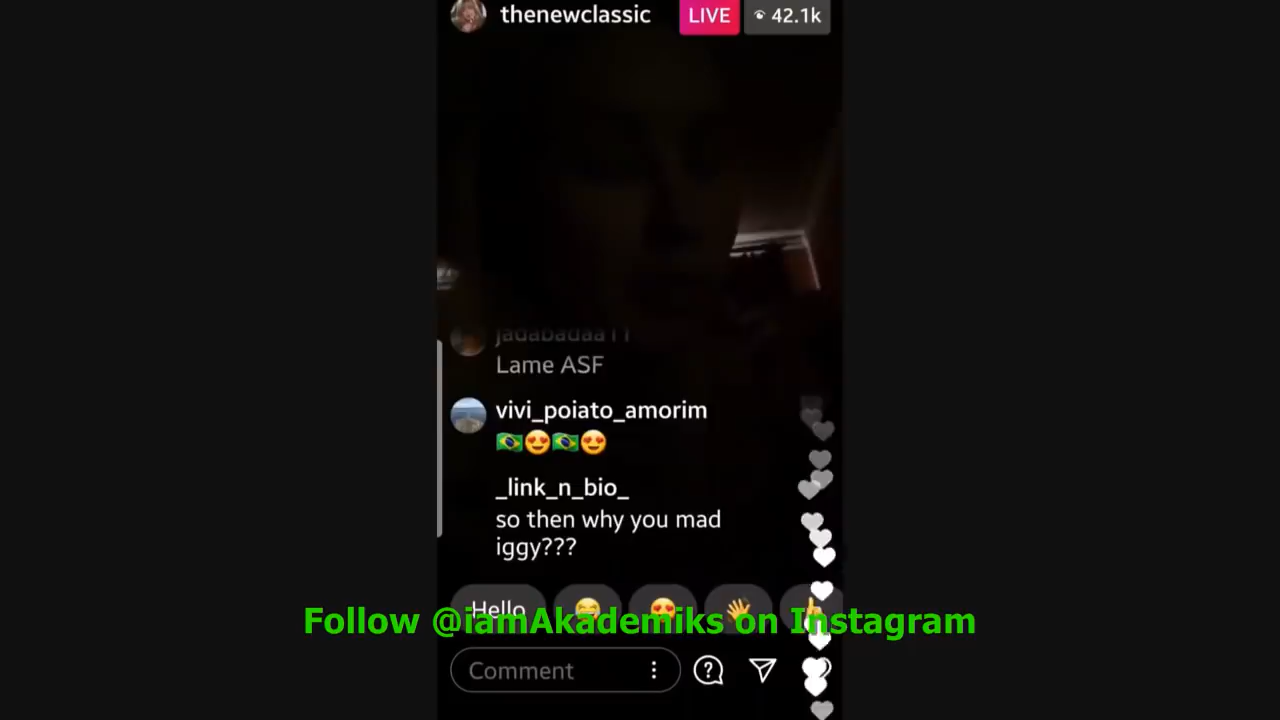 thenewclassic
LIVE 42.1k
jadabadaa11
Lame ASF
vivi_poiato_amorim
🇧🇷😍🇧🇷😍
_link_n_bio_
so then why you mad
iggy???
Hello
Follow @iamAkademiks on Instagram
Comment